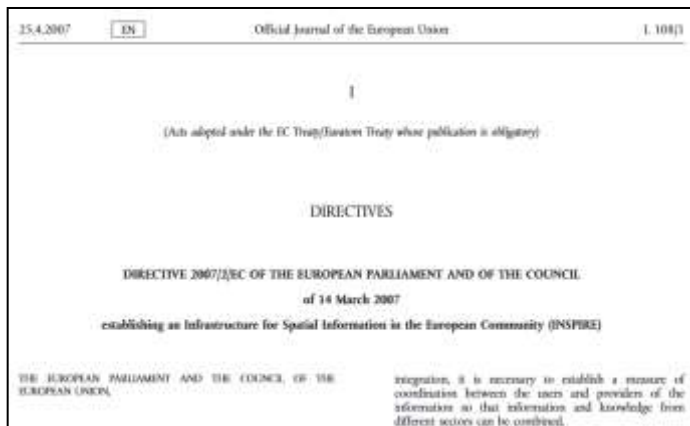 25.4.2007
EN
Official Journal of the European Union
L 108/1
I
(Acts adopted under the EC Treaty/Euratom Treaty whose publication is obligatory)
DIRECTIVES
DIRECTIVE 2007/2/EC OF THE EUROPEAN PARLIAMENT AND OF THE COUNCIL
of 14 March 2007
establishing an Infrastructure for Spatial Information in the European Community (INSPIRE)
THE EUROPEAN PARLIAMENT AND THE COUNCIL OF THE
EUROPEAN UNION,
integration, it is necessary to establish a measure of
coordination between the users and providers of the
information so that information and knowledge from
different sectors can be combined.